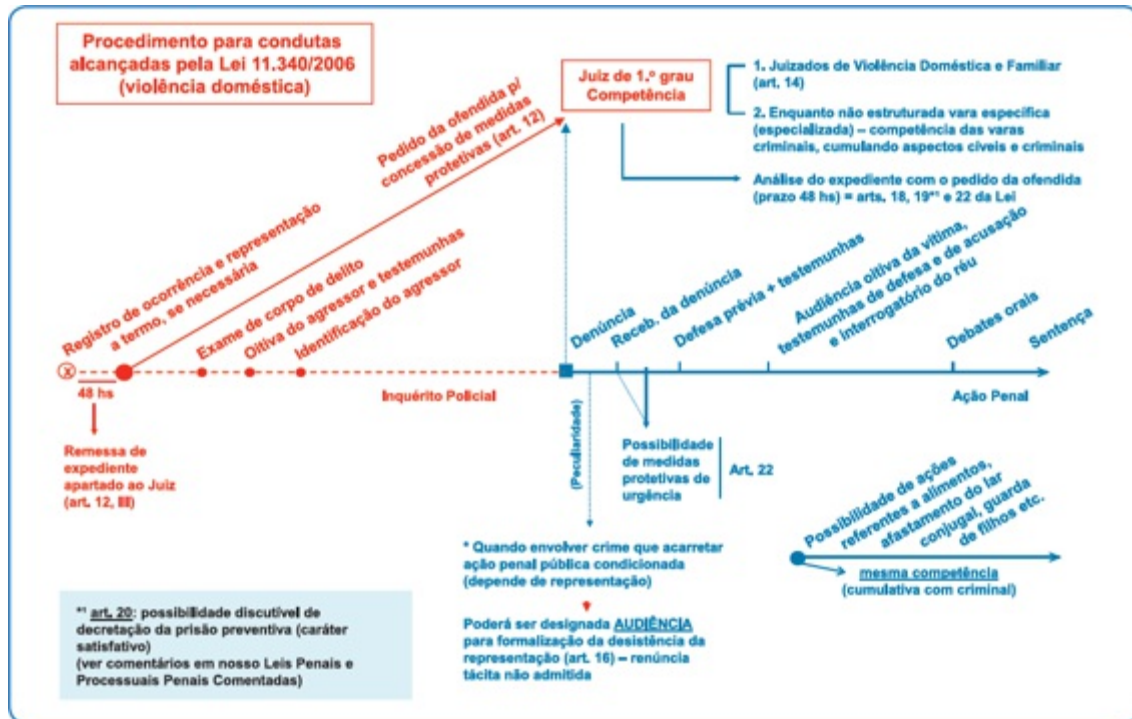 Procedimento para condutas
alcançadas pela Lei 11.340/2006
(violência doméstica)
Juiz de 1.º grau
Competência
1. Juizados de Violência Doméstica e Familiar
(art. 14)
2. Enquanto não estruturada vara específica
(especializada) – competência das varas
criminais, cumulando aspectos cíveis e criminais
Análise do expediente com o pedido da ofendida
(prazo 48 hs) = arts. 18, 19*¹ e 22 da Lei
Pedido da ofendida p/
concessão de medidas
protetivas (art. 12)
Registro de ocorrência e representação
a termo, se necessária
Exame de corpo de delito
Oitiva do agressor e testemunhas
Identificação do agressor
Denúncia
Receb. da denúncia
Defesa prévia + testemunhas
Audiência oitiva da vítima,
testemunhas de defesa e de acusação
e interrogatório do réu
Debates orais
Sentença
X
48 hs
Inquérito Policial
Ação Penal
Remessa de
expediente
apartado ao Juiz
(art. 12, III)
(Peculiaridade)
Possibilidade
de medidas
protetivas de
urgência
Art. 22
Possibilidade de ações
referentes a alimentos,
afastamento do lar
conjugal, guarda
de filhos etc.
mesma competência
(cumulativa com criminal)
* Quando envolver crime que acarretar
ação penal pública condicionada
(depende de representação)
Poderá ser designada AUDIÊNCIA
para formalização da desistência da
representação (art. 16) – renúncia
tácita não admitida
*¹ art. 20: possibilidade discutível de
decretação da prisão preventiva (caráter
satisfativo)
(ver comentários em nosso Leis Penais e
Processuais Penais Comentadas)